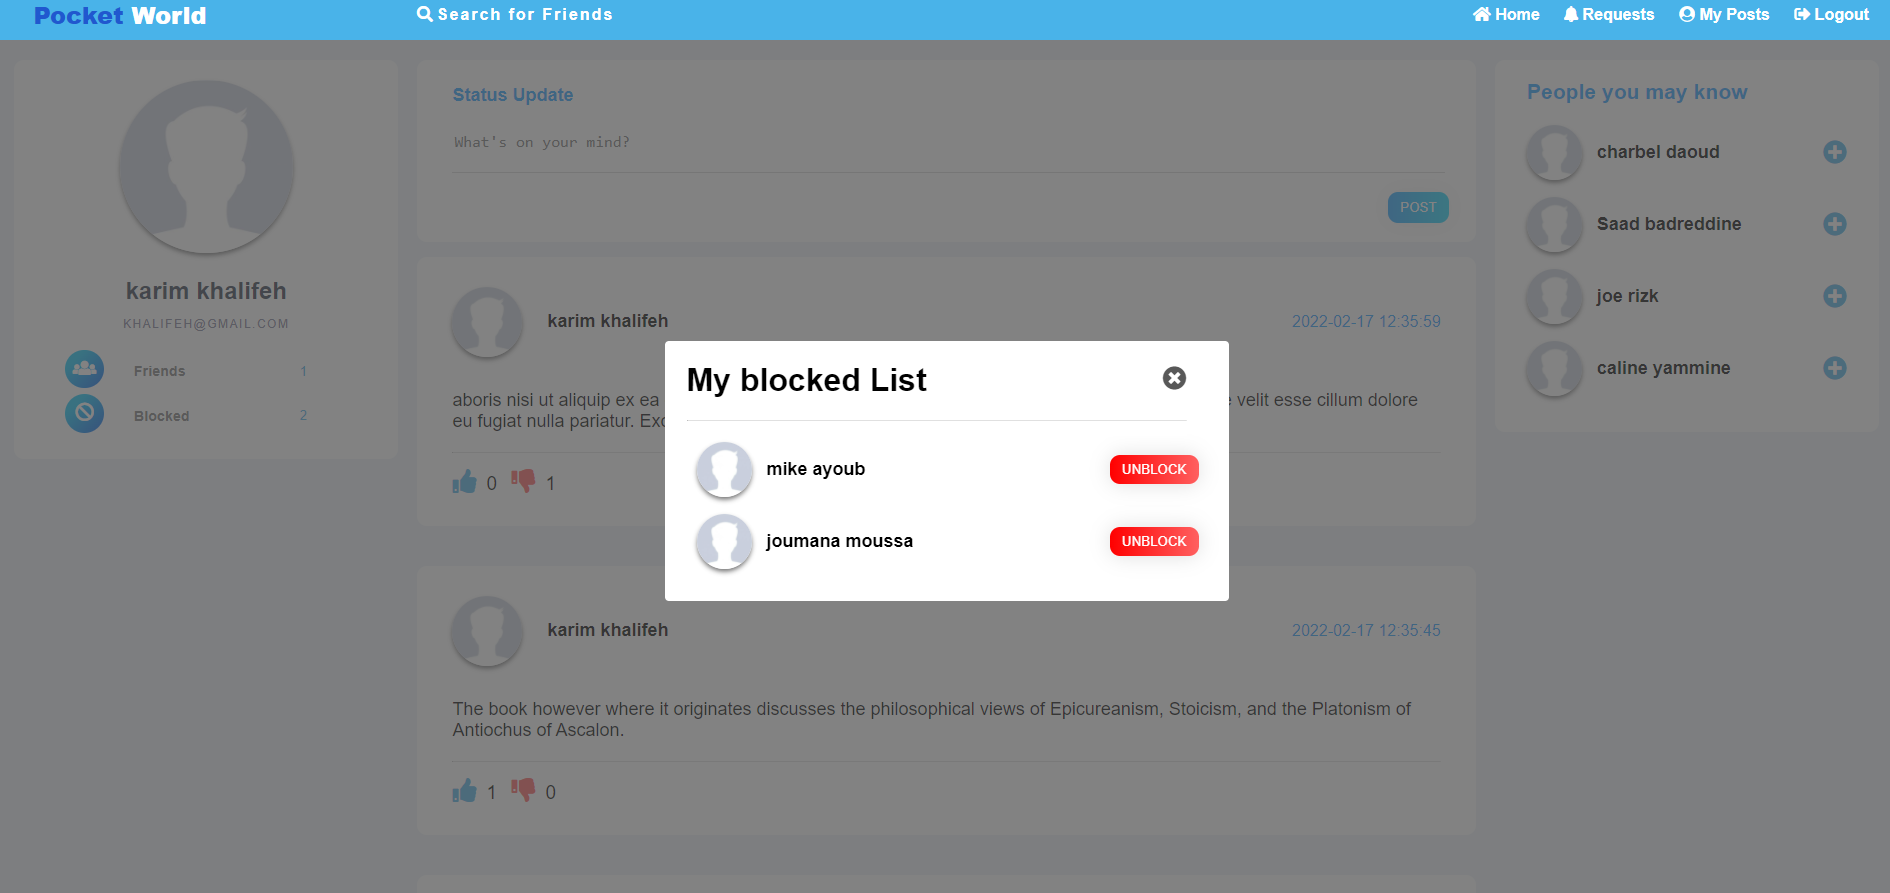 Pocket World
Search for Friends
Home
Requests
My Posts
Logout
karim khalifeh
KHALIFEH@GMAIL.COM
Friends 1
Blocked 2
Status Update
What's on your mind?
POST
karim khalifeh
2022-02-17 12:35:59
aboris nisi ut aliquip ex ea velit esse cillum dolore
eu fugiat nulla pariatur.
0 1
My blocked List
mike ayoub
UNBLOCK
joumana moussa
UNBLOCK
karim khalifeh
2022-02-17 12:35:45
The book however where it originates discusses the philosophical views of Epicureanism, Stoicism, and the Platonism of
Antiochus of Ascalon.
1 0
People you may know
charbel daoud
Saad badreddine
joe rizk
caline yammine